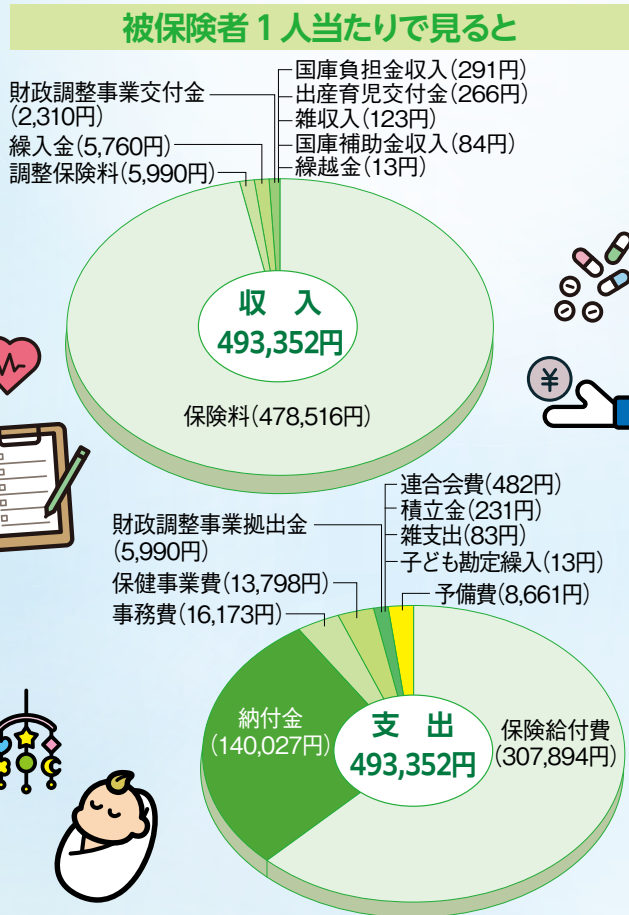 被保険者1人当たりで見ると
財政調整事業交付金
(2,310円)
繰入金(5,760円)
調整保険料(5,990円)
国庫負担金収入(291円)
出産育児交付金(266円)
雑収入(123円)
国庫補助金収入(84円)
繰越金(13円)
収 入
493,352円
保険料(478,516円)
¥
財政調整事業拠出金
(5,990円)
保健事業費(13,798円)
事務費(16,173円)
連合会費(482円)
積立金(231円)
雑支出(83円)
子ども勘定繰入(13円)
予備費(8,661円)
納付金
(140,027円)
支 出
493,352円
保険給付費
(307,894円)